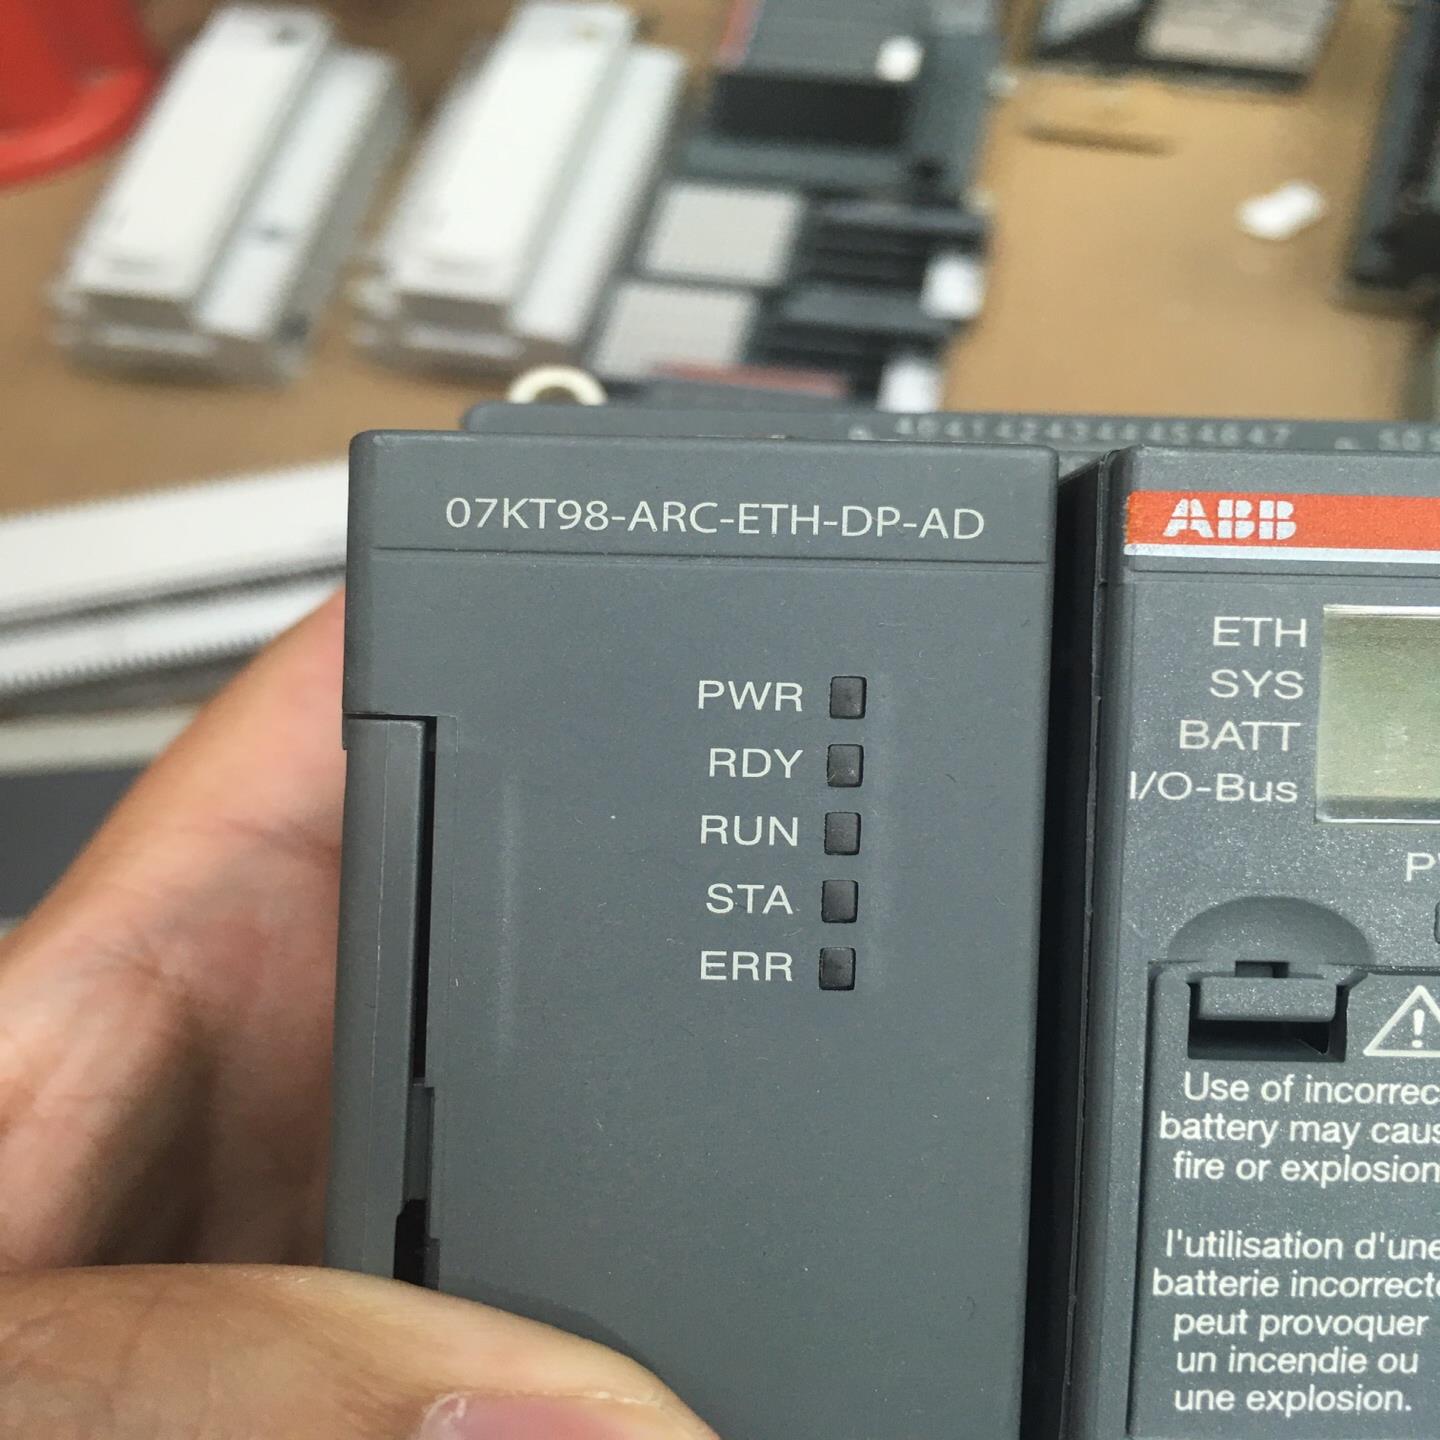 07KT98-ARC-ETH-DP-AD
PWR
RDY
RUN
STA
ERR
ABB
ETH
SYS
BATT
I/O-Bus
Use of incorrec
battery may caus
fire or explosion
l'utilisation d'une
batterie incorrecte
peut provoquer
un incendie ou
une explosion.